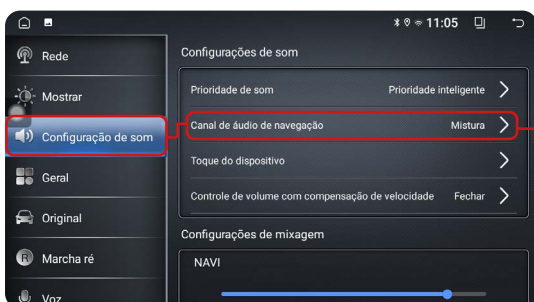 11:05
Rede
Mostrar
Configuração de som
Geral
Original
R Marcha ré
Voz
Configurações de som
Prioridade de som Prioridade inteligente
Canal de áudio de navegação Mistura
Toque do dispositivo
Controle de volume com compensação de velocidade Fechar
Configurações de mixagem
NAVI